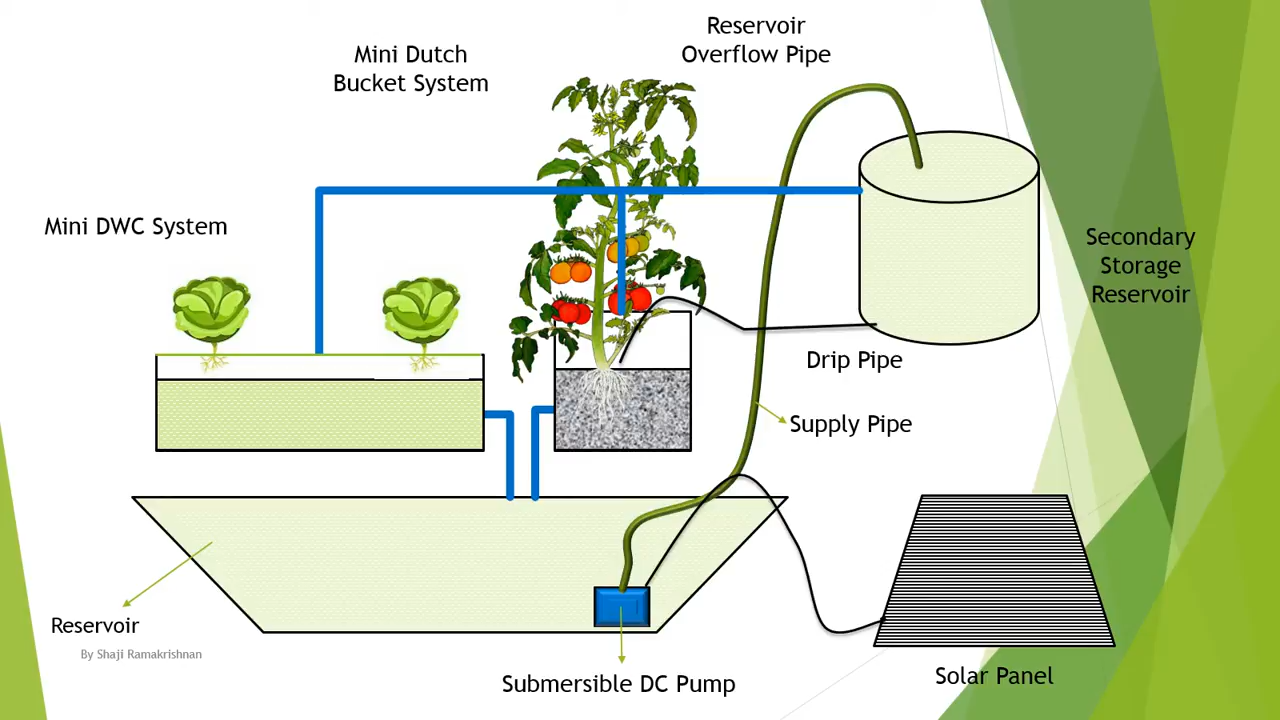 Reservoir
Overflow Pipe
Mini Dutch
Bucket System
Mini DWC System
Secondary
Storage
Reservoir
Drip Pipe
Supply Pipe
Reservoir
By Shaji Ramakrishnan
Submersible DC Pump
Solar Panel